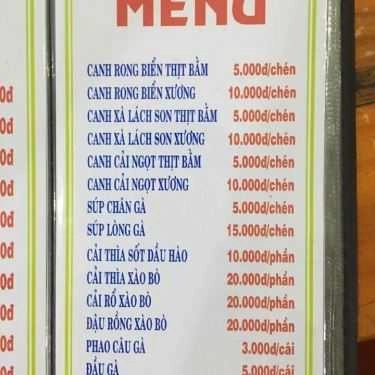 MENU
CANH RONG BIỂN THỊT BẰM 5.000đ/chén
CANH RONG BIỂN XƯƠNG 10.000đ/chén
CANH XÀ LÁCH SON THỊT BẰM 5.000đ/chén
CANH XÀ LÁCH SON XƯƠNG 10.000đ/chén
CANH CẢI NGỌT THỊT BẰM 5.000đ/chén
CANH CẢI NGỌT XƯƠNG 10.000đ/chén
SÚP CHÂN GÀ 5.000đ/chén
SÚP LÒNG GÀ 15.000đ/chén
CẢI THÌA SỐT DẦU HÀO 10.000đ/phần
CẢI THÌA XÀO BÒ 20.000đ/phần
CẢI RỔ XÀO BÒ 20.000đ/phần
ĐẬU RỒNG XÀO BÒ 20.000đ/phần
PHAO CÂU GÀ 3.000đ/cái
ĐẦU GÀ 5.000đ/cái